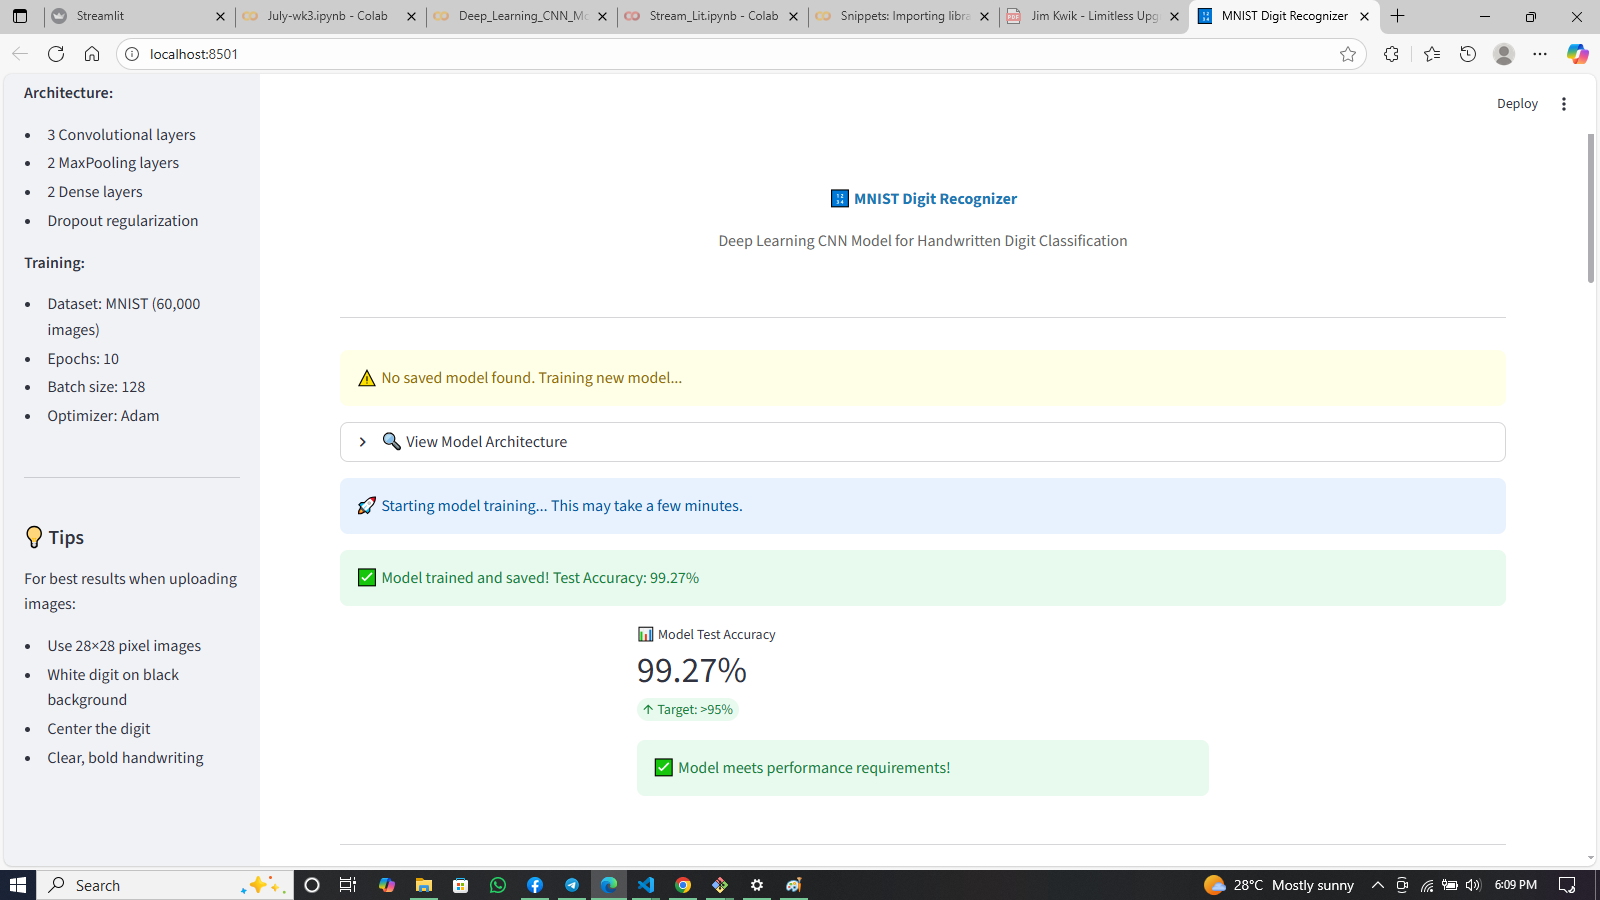 Streamlit
July-wk3.ipynb - Colab
Deep_Learning_CNN_Mc
Stream_Lit.ipynb - Colab
Snippets: Importing libra
Jim Kwik - Limitless Upg
MNIST Digit Recognizer
localhost:8501
Deploy
Architecture:
3 Convolutional layers
2 MaxPooling layers
2 Dense layers
Dropout regularization
Training:
Dataset: MNIST (60,000
images)
Epochs: 10
Batch size: 128
Optimizer: Adam
💡 Tips
For best results when uploading
images:
Use 28×28 pixel images
White digit on black
background
Center the digit
Clear, bold handwriting
🔢 MNIST Digit Recognizer
Deep Learning CNN Model for Handwritten Digit Classification
⚠️ No saved model found. Training new model...
🔍 View Model Architecture
🚀 Starting model training... This may take a few minutes.
✅ Model trained and saved! Test Accuracy: 99.27%
📊 Model Test Accuracy
99.27%
↑ Target: >95%
✅ Model meets performance requirements!
Search
28°C Mostly sunny
6:09 PM